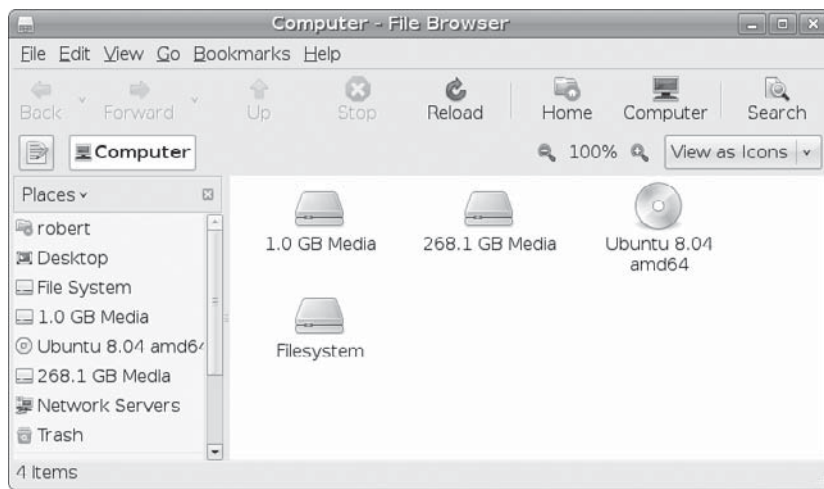 Computer - File Browser
File Edit View Go Bookmarks Help
Back Forward Up Stop Reload Home Computer Search
Computer 100% View as Icons
Places
robert
Desktop
File System
1.0 GB Media
Ubuntu 8.04 amd64
268.1 GB Media
Network Servers
Trash
1.0 GB Media 268.1 GB Media Ubuntu 8.04
amd64
Filesystem
4 items